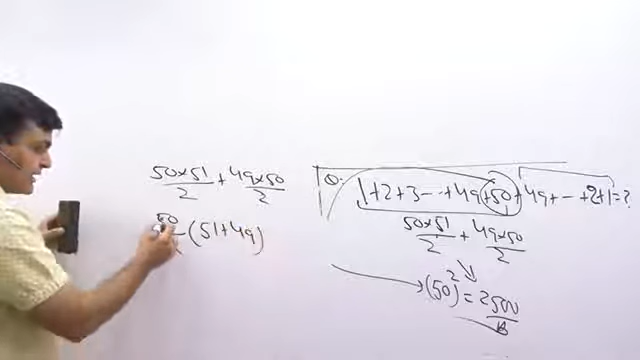 50×51/2 + 49×50/2
50/2 (51+49)
Q. 1+2+3---+49+50+49+--+2+1=?
50×51/2 + 49×50/2
(50)² = 2500